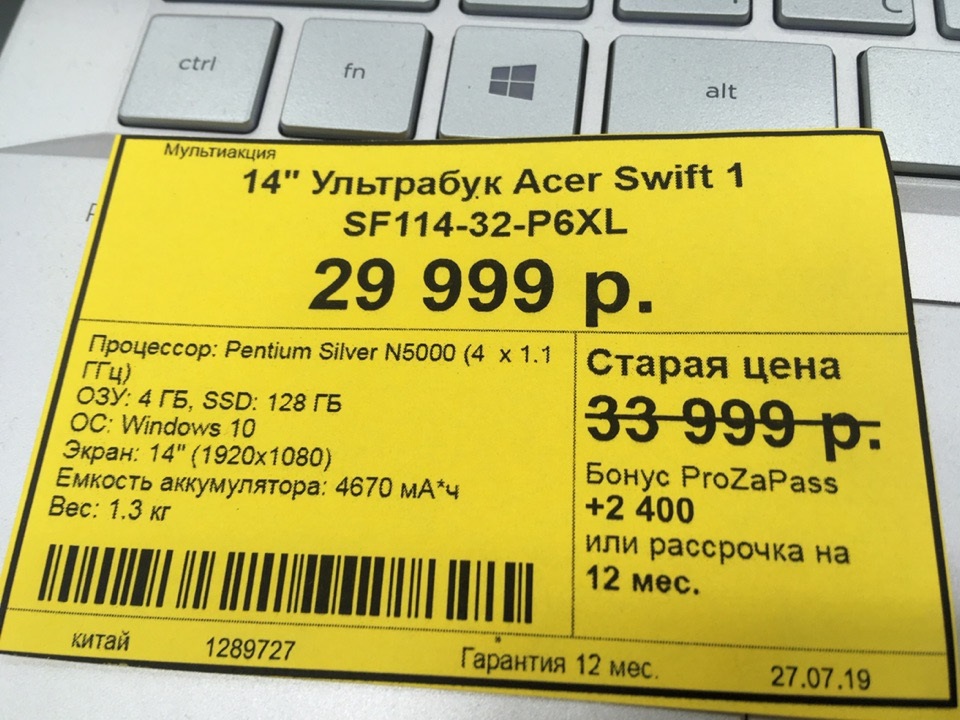 ctrl
fn
alt
C
Мультиакция
14" Ультрабук Acer Swift 1
SF114-32-P6XL
29 999 р.
Процессор: Pentium Silver N5000 (4 x 1.1
ГГц)
ОЗУ: 4 ГБ, SSD: 128 ГБ
ОС: Windows 10
Экран: 14" (1920x1080)
Емкость аккумулятора: 4670 мА*ч
Вес: 1.3 кг
Старая цена
33 999 р.
Бонус ProZaPass
+2 400
или рассрочка на
12 мес.
китай
1289727
Гарантия 12 мес.
27.07.19